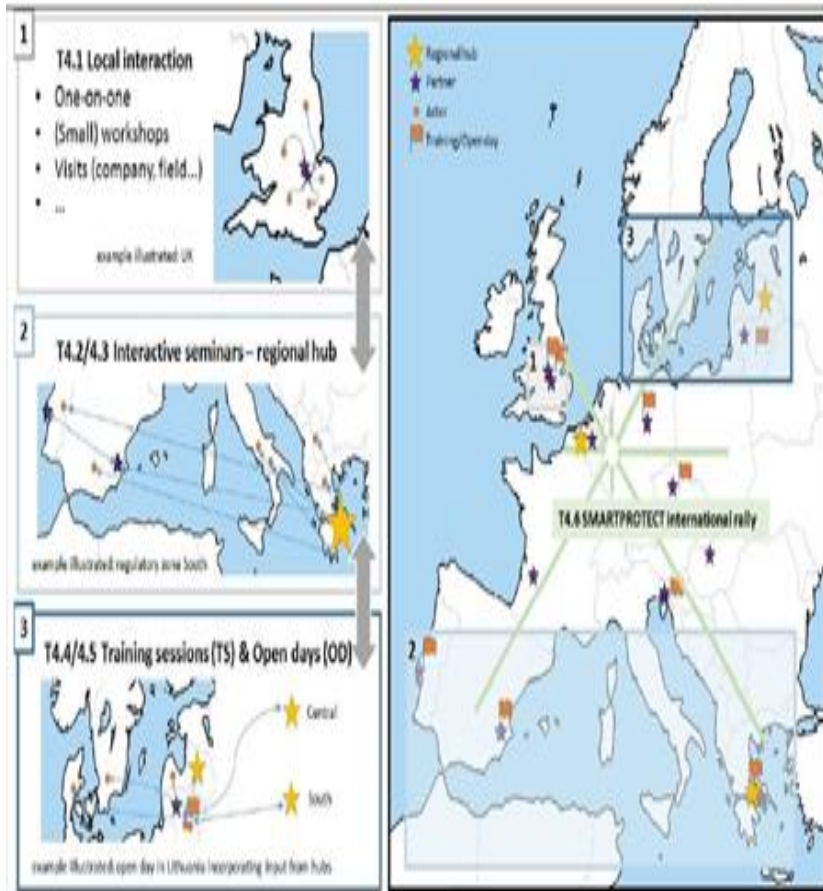 1
T4.1 Local interaction
• One-on-one
• (Small) workshops
• Visits (company, field...)
• ...
example illustrated: UK
2
T4.2/4.3 Interactive seminars – regional hub
example illustrated: regulatory zone South
3
T4.4/4.5 Training sessions (TS) & Open days (OD)
Central
South
example illustrated: open day in Lithuania incorporating input from hubs
Regional hub
Partner
Actor
Training/Open day
3
1
T4.6 SMARTPROTECT international rally
2